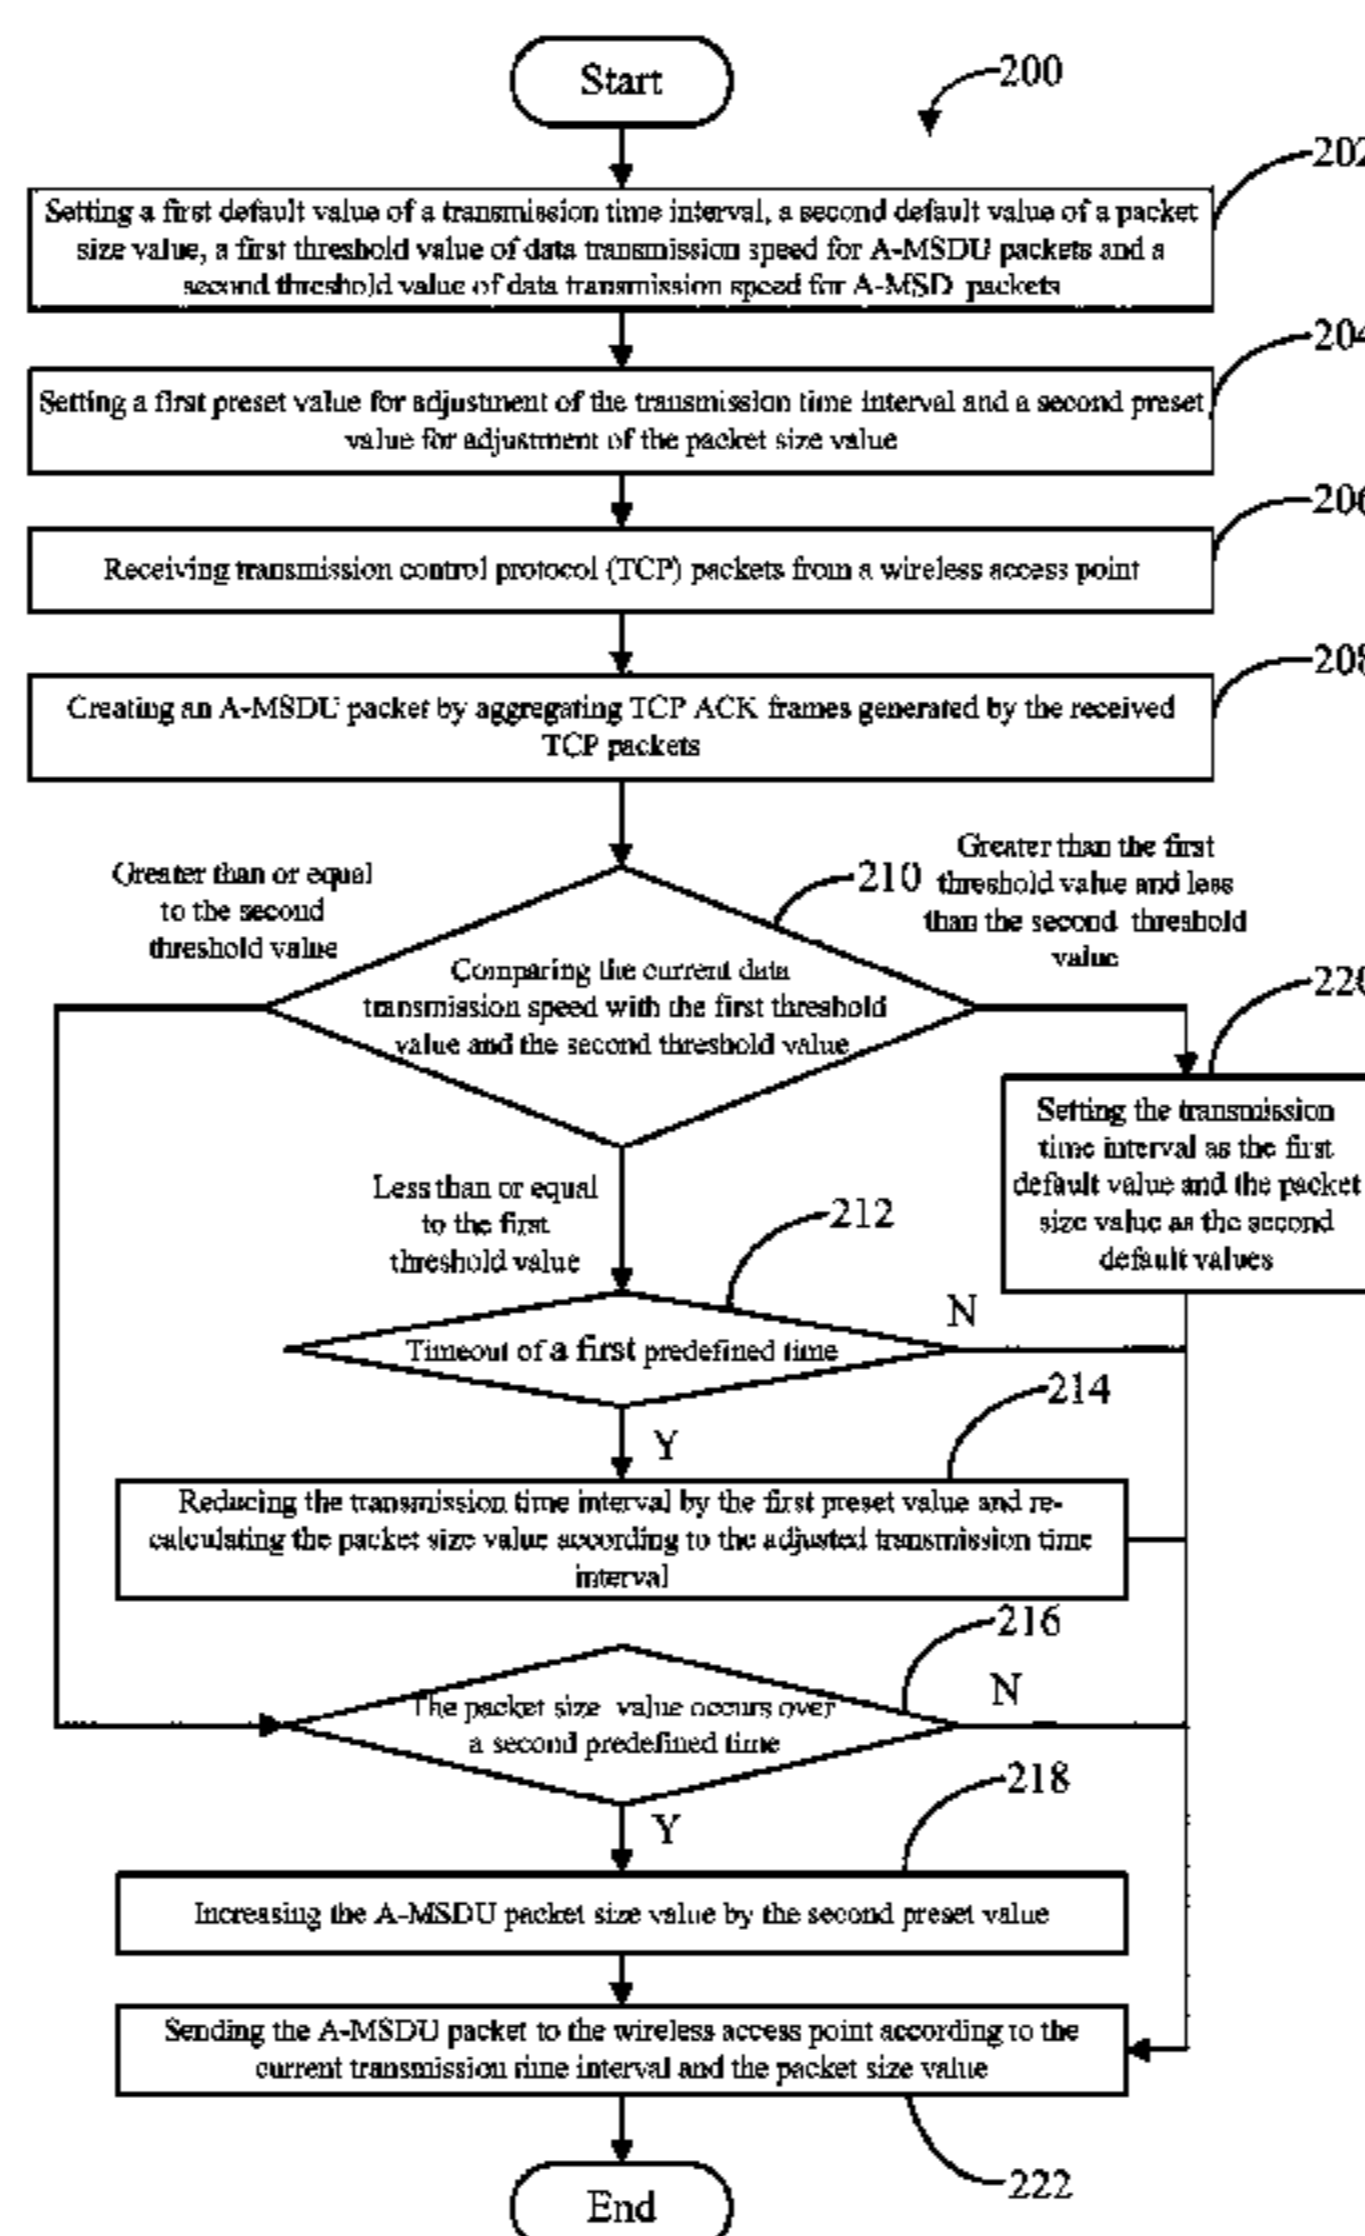 Start
200
202
Setting a first default value of a transmission time interval, a second default value of a packet
size value, a first threshold value of data transmission speed for A-MSDU packets and a
second threshold value of data transmission speed for A-MSD packets
204
Setting a first preset value for adjustment of the transmission time interval and a second preset
value for adjustment of the packet size value
206
Receiving transmission control protocol (TCP) packets from a wireless access point
208
Creating an A-MSDU packet by aggregating TCP ACK frames generated by the received
TCP packets
Greater than or equal
to the second
threshold value
210
Greater than the first
threshold value and less
than the second threshold
value
Comparing the current data
transmission speed with the first threshold
value and the second threshold value
220
Setting the transmission
time interval as the first
default value and the packet
size value as the second
default values
Less than or equal
to the first
threshold value
212
Timeout of a first predefined time
N
Y
214
Reducing the transmission time interval by the first preset value and re-
calculating the packet size value according to the adjusted transmission time
interval
216
The packet size value occurs over
a second predefined time
N
Y
218
Increasing the A-MSDU packet size value by the second preset value
Sending the A-MSDU packet to the wireless access point according to the
current transmission time interval and the packet size value
222
End